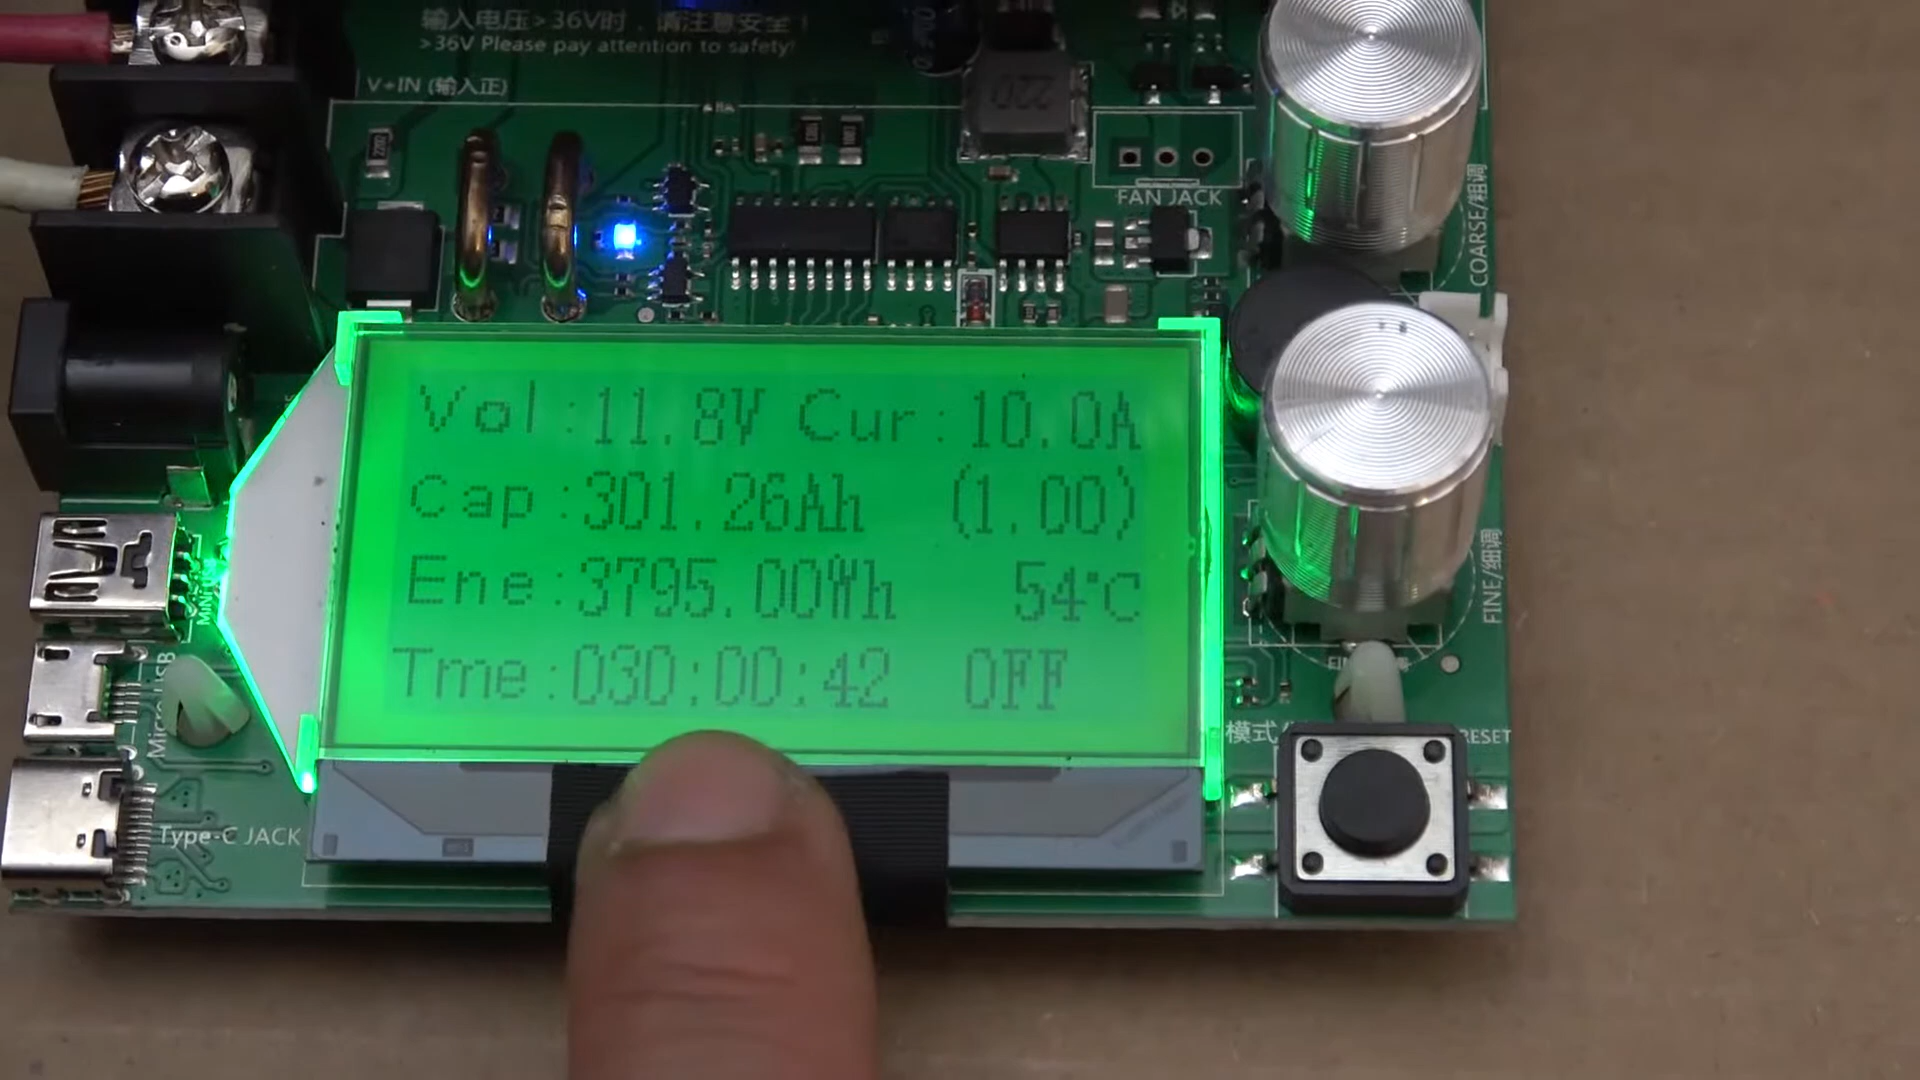 输入电压>36V时,请注意安全!
>36V Please pay attention to safety!
V+IN (输入正)
220
FAN JACK
COARSE/粗调
Vol:11.8V Cur:10.0A
Cap:301.26Ah (1.00)
Ene:3795.00Wh 54°C
Tme:030:00:42 OFF
FINE/细调
模式
RESET
Type-C JACK